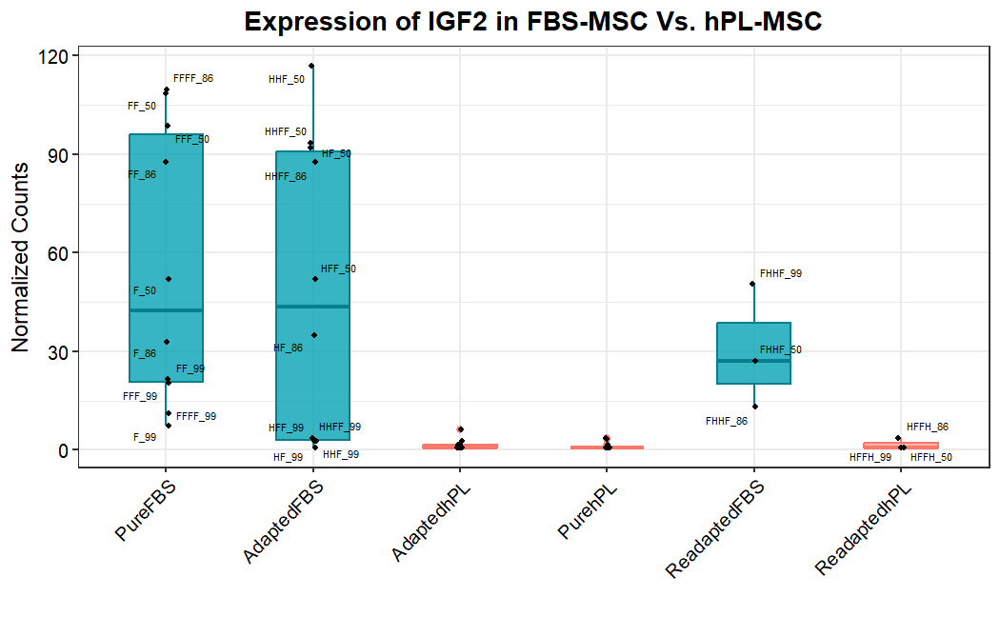 Expression of IGF2 in FBS-MSC Vs. hPL-MSC
Normalized Counts
120
90
60
30
0
FFFF_86
FF_50
FFF_50
FF_86
F_50
F_86
FF_99
FFF_99
FFFF_99
F_99
HHF_50
HHFF_50
HF_50
HHFF_86
HFF_50
HF_86
HFF_99
HHFF_99
HF_99
HHF_99
FHHF_99
FHHF_50
FHHF_86
HFFH_86
HFFH_99
HFFH_50
PureFBS
AdaptedFBS
AdaptedhPL
PurehPL
ReadaptedFBS
ReadaptedhPL